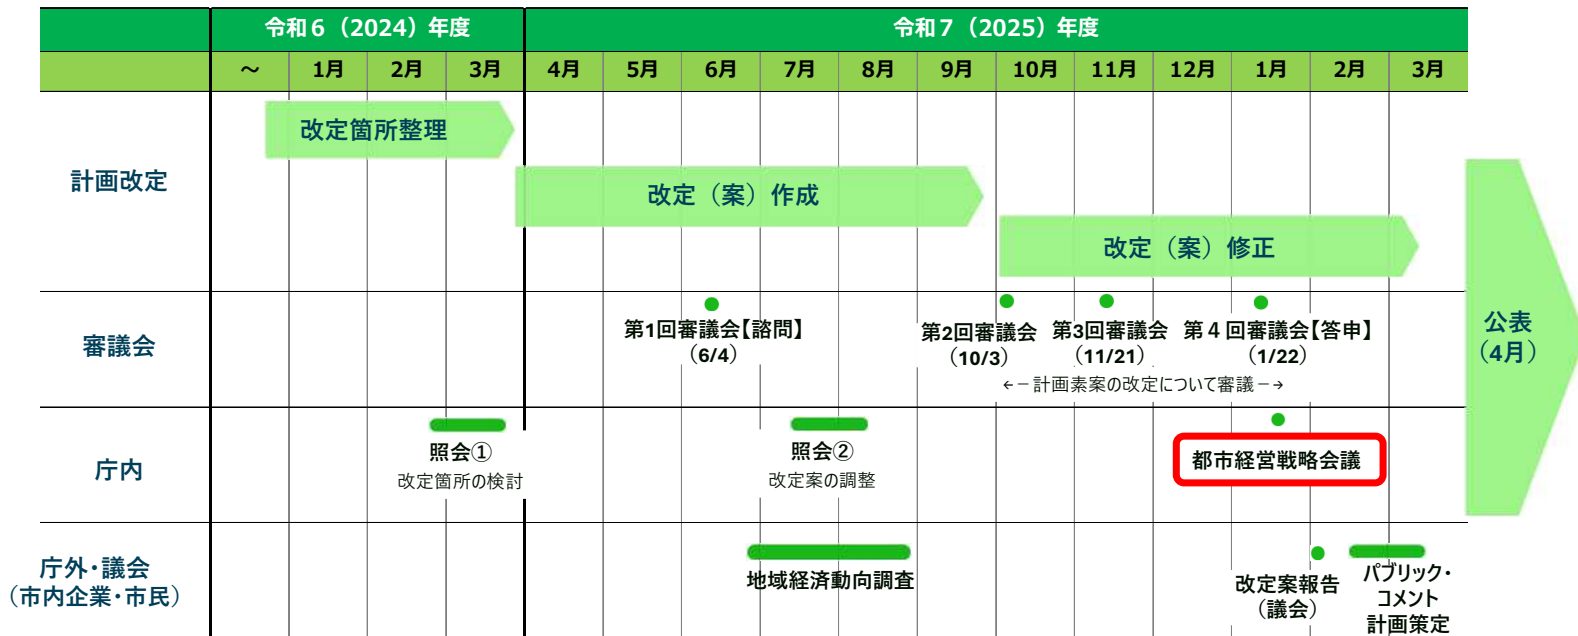 令和６（2024）年度
令和７（2025）年度
～ 1月 2月 3月 4月 5月 6月 7月 8月 9月 10月 11月 12月 1月 2月 3月
計画改定
改定箇所整理
改定（案）作成
改定（案）修正
審議会
第1回審議会【諮問】
（6/4）
第2回審議会
（10/3）
第3回審議会
（11/21）
第４回審議会【答申】
（1/22）
←－計画素案の改定について審議－→
庁内
照会①
改定箇所の検討
照会②
改定案の調整
都市経営戦略会議
庁外・議会
（市内企業・市民）
地域経済動向調査
改定案報告
（議会）
パブリック・
コメント
計画策定
公表
（4月）